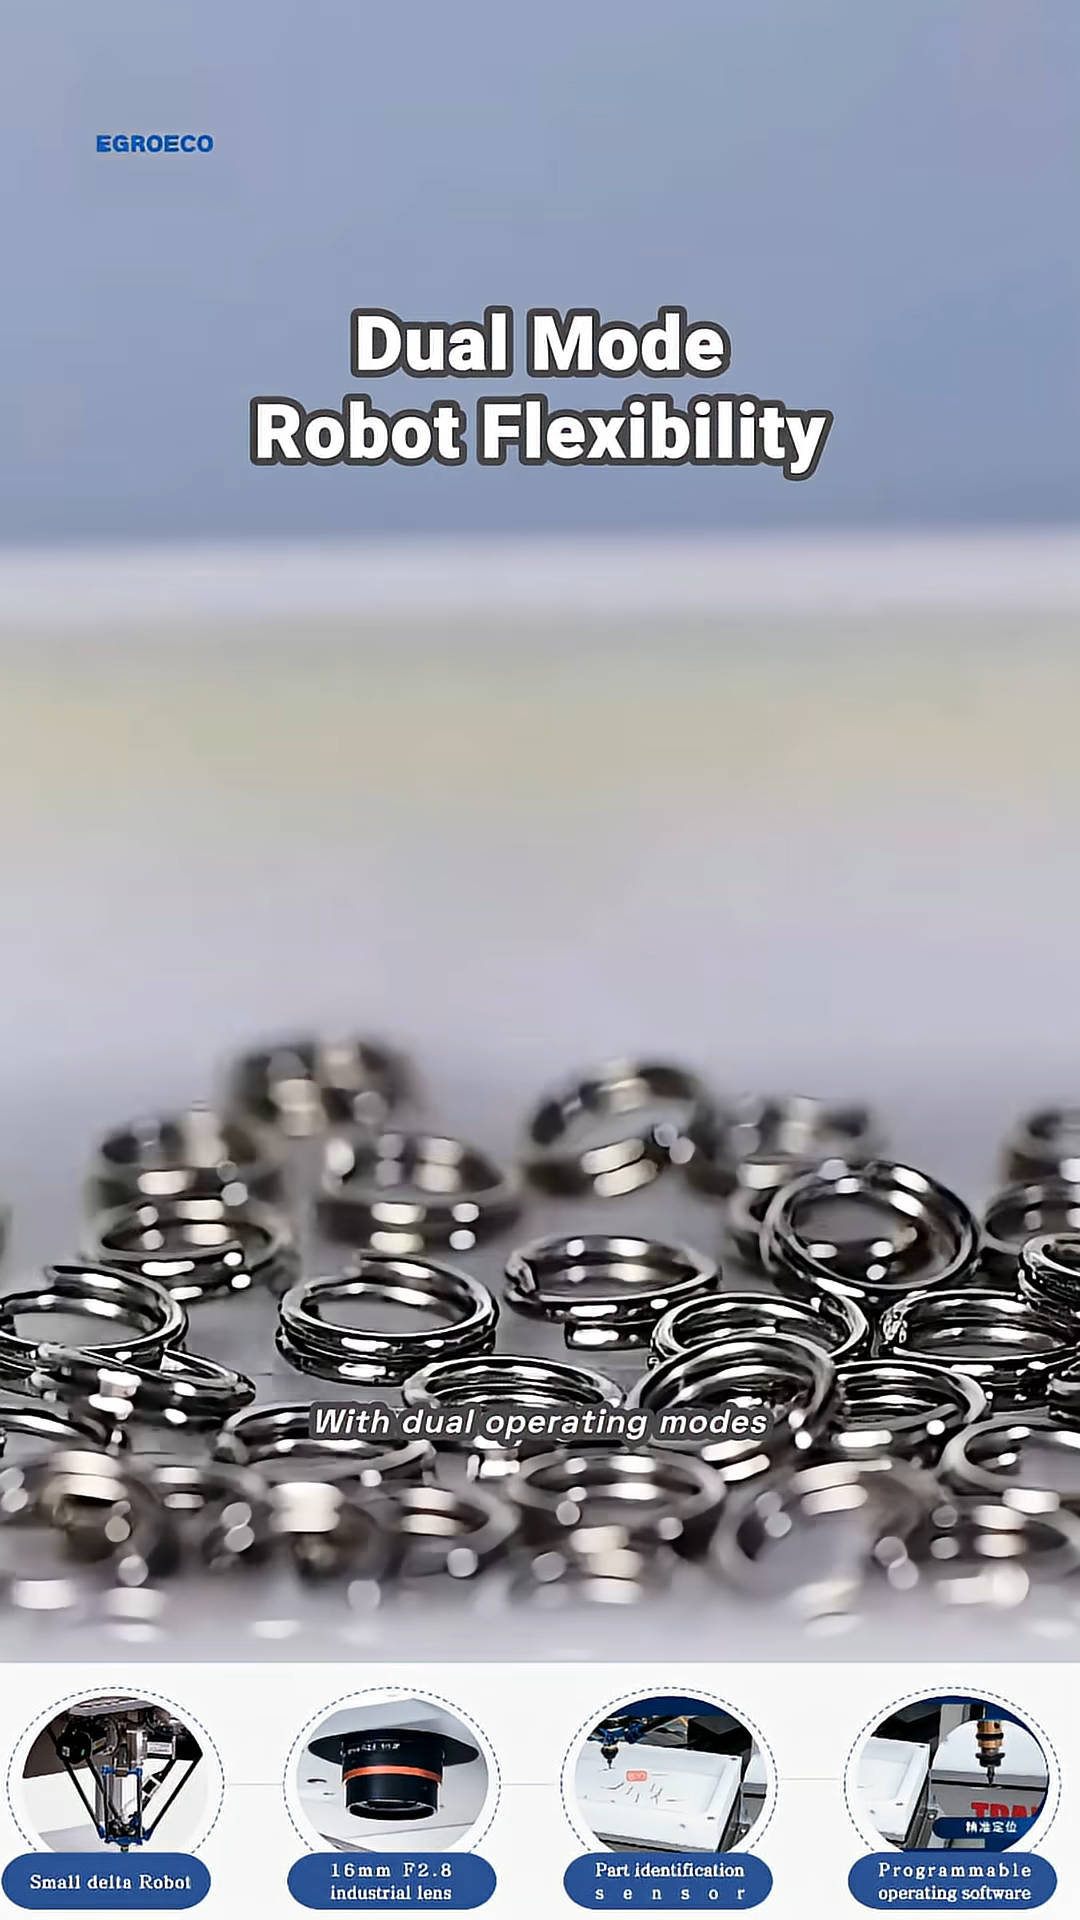 EGROECO
Dual Mode
Robot Flexibility
With dual operating modes
Small delta Robot
16mm F2.8
industrial lens
Part identification
sensor
精准定位
Programmable
operating software